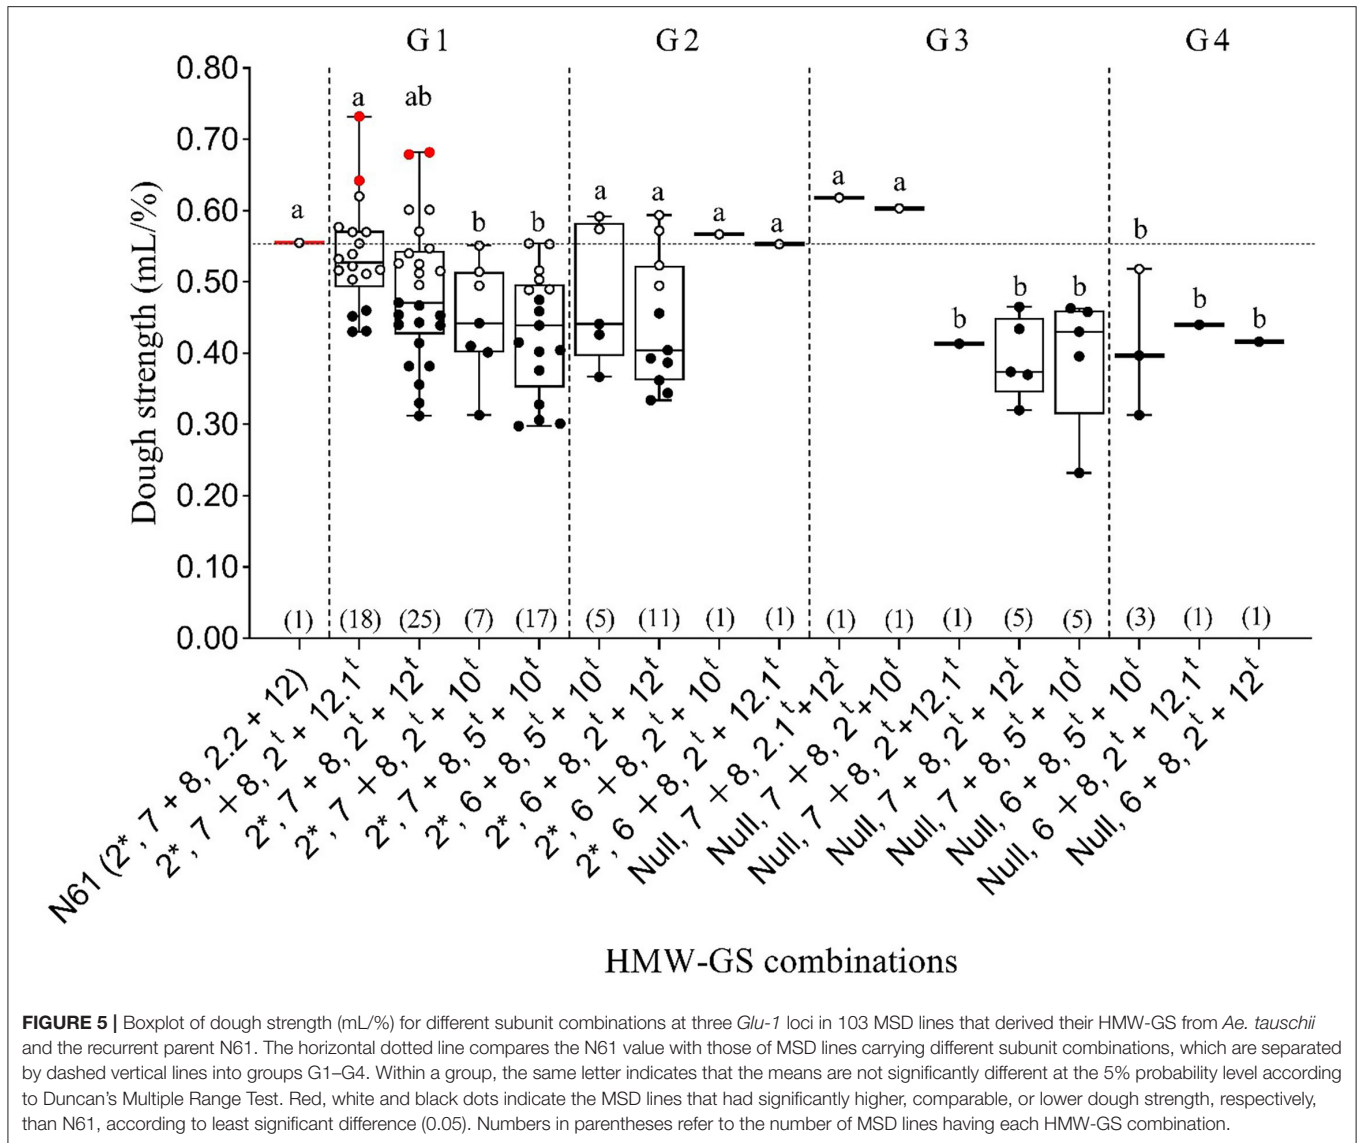 G1 G2 G3 G4
0.80
0.70
0.60
0.50
0.40
0.30
0.20
0.10
0.00
Dough strength (mL/%)
a a ab b b a a a a a a b b b b b b
(1) (18) (25) (7) (17) (5) (11) (1) (1) (1) (1) (1) (5) (5) (3) (1) (1)
N61 (2*, 7 + 8, 2.2 + 12)
2*, 7 + 8, 2ᵗ + 12.1ᵗ
2*, 7 + 8, 2ᵗ + 12ᵗ
2*, 7 + 8, 2ᵗ + 10ᵗ
2*, 7 + 8, 5ᵗ + 10ᵗ
2*, 6 + 8, 5ᵗ + 10ᵗ
2*, 6 + 8, 2ᵗ + 12ᵗ
2*, 6 + 8, 2ᵗ + 10ᵗ
2*, 6 + 8, 2ᵗ + 12.1ᵗ
Null, 7 + 8, 2.1ᵗ+12ᵗ
Null, 7 + 8, 2ᵗ+10ᵗ
Null, 7 + 8, 2ᵗ+12.1ᵗ
Null, 7 + 8, 2ᵗ + 12ᵗ
Null, 7 + 8, 5ᵗ + 10ᵗ
Null, 6 + 8, 5ᵗ + 10ᵗ
Null, 6 + 8, 2ᵗ + 12.1ᵗ
Null, 6 + 8, 2ᵗ + 12ᵗ
HMW-GS combinations
FIGURE 5 | Boxplot of dough strength (mL/%) for different subunit combinations at three Glu-1 loci in 103 MSD lines that derived their HMW-GS from Ae. tauschii
and the recurrent parent N61. The horizontal dotted line compares the N61 value with those of MSD lines carrying different subunit combinations, which are separated
by dashed vertical lines into groups G1–G4. Within a group, the same letter indicates that the means are not significantly different at the 5% probability level according
to Duncan's Multiple Range Test. Red, white and black dots indicate the MSD lines that had significantly higher, comparable, or lower dough strength, respectively,
than N61, according to least significant difference (0.05). Numbers in parentheses refer to the number of MSD lines having each HMW-GS combination.